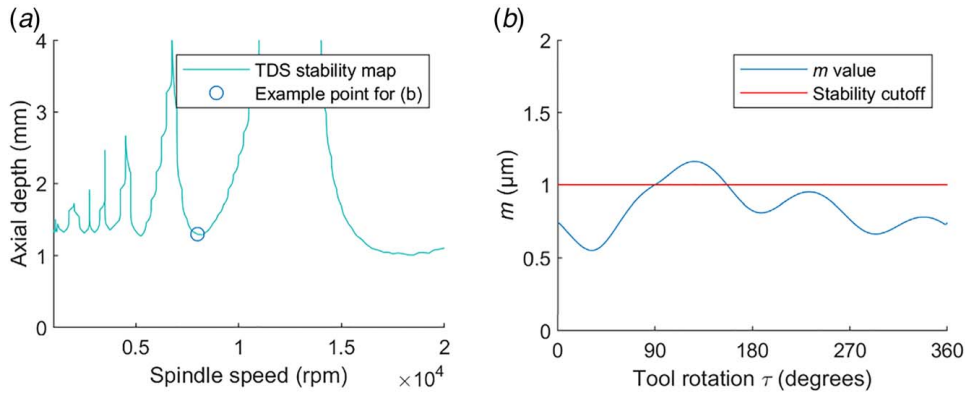 (a)
4
3
2
1
0
Axial depth (mm)
TDS stability map
Example point for (b)
0.5
1
1.5
2
×10⁴
Spindle speed (rpm)
(b)
2
1.5
1
0.5
0
m (μm)
m value
Stability cutoff
0
90
180
270
360
Tool rotation τ (degrees)